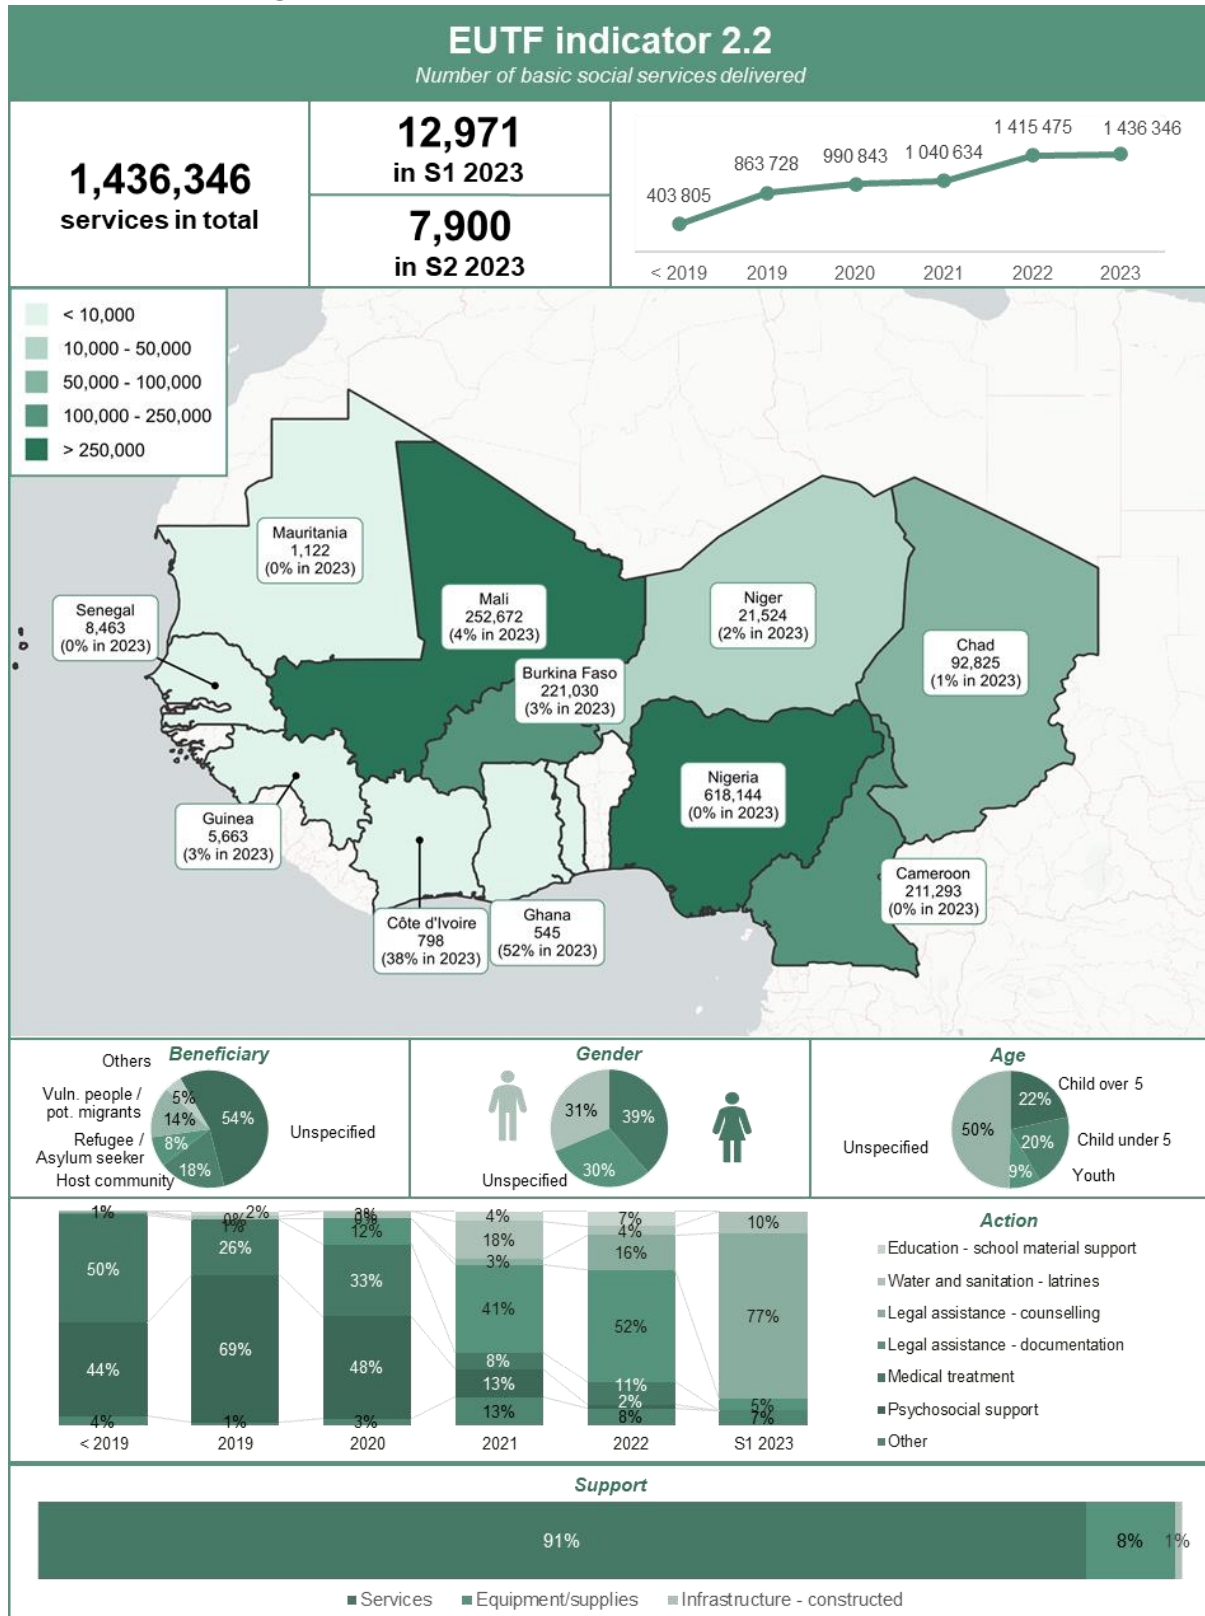 EUTF indicator 2.2
Number of basic social services delivered
1,436,346
services in total
12,971
in S1 2023
7,900
in S2 2023
403 805
863 728
990 843
1 040 634
1 415 475
1 436 346
< 2019
2019
2020
2021
2022
2023
< 10,000
10,000 - 50,000
50,000 - 100,000
100,000 - 250,000
> 250,000
Mauritania
1,122
(0% in 2023)
Senegal
8,463
(0% in 2023)
Mali
252,672
(4% in 2023)
Niger
21,524
(2% in 2023)
Chad
92,825
(1% in 2023)
Burkina Faso
221,030
(3% in 2023)
Nigeria
618,144
(0% in 2023)
Guinea
5,663
(3% in 2023)
Cameroon
211,293
(0% in 2023)
Côte d'Ivoire
798
(38% in 2023)
Ghana
545
(52% in 2023)
Beneficiary
Others
Vuln. people /
pot. migrants
Refugee /
Asylum seeker
Host community
Unspecified
5%
14%
8%
18%
54%
Gender
31%
39%
30%
Unspecified
Age
Child over 5
22%
Child under 5
20%
Youth
9%
Unspecified
50%
1%
50%
44%
4%
< 2019
2%
0%
1%
26%
69%
1%
2019
3%
0%
12%
33%
48%
3%
2020
4%
18%
3%
41%
8%
13%
13%
2021
7%
4%
16%
52%
11%
2%
8%
2022
10%
77%
5%
7%
S1 2023
Action
Education - school material support
Water and sanitation - latrines
Legal assistance - counselling
Legal assistance - documentation
Medical treatment
Psychosocial support
Other
Support
91%
8%
1%
Services
Equipment/supplies
Infrastructure - constructed